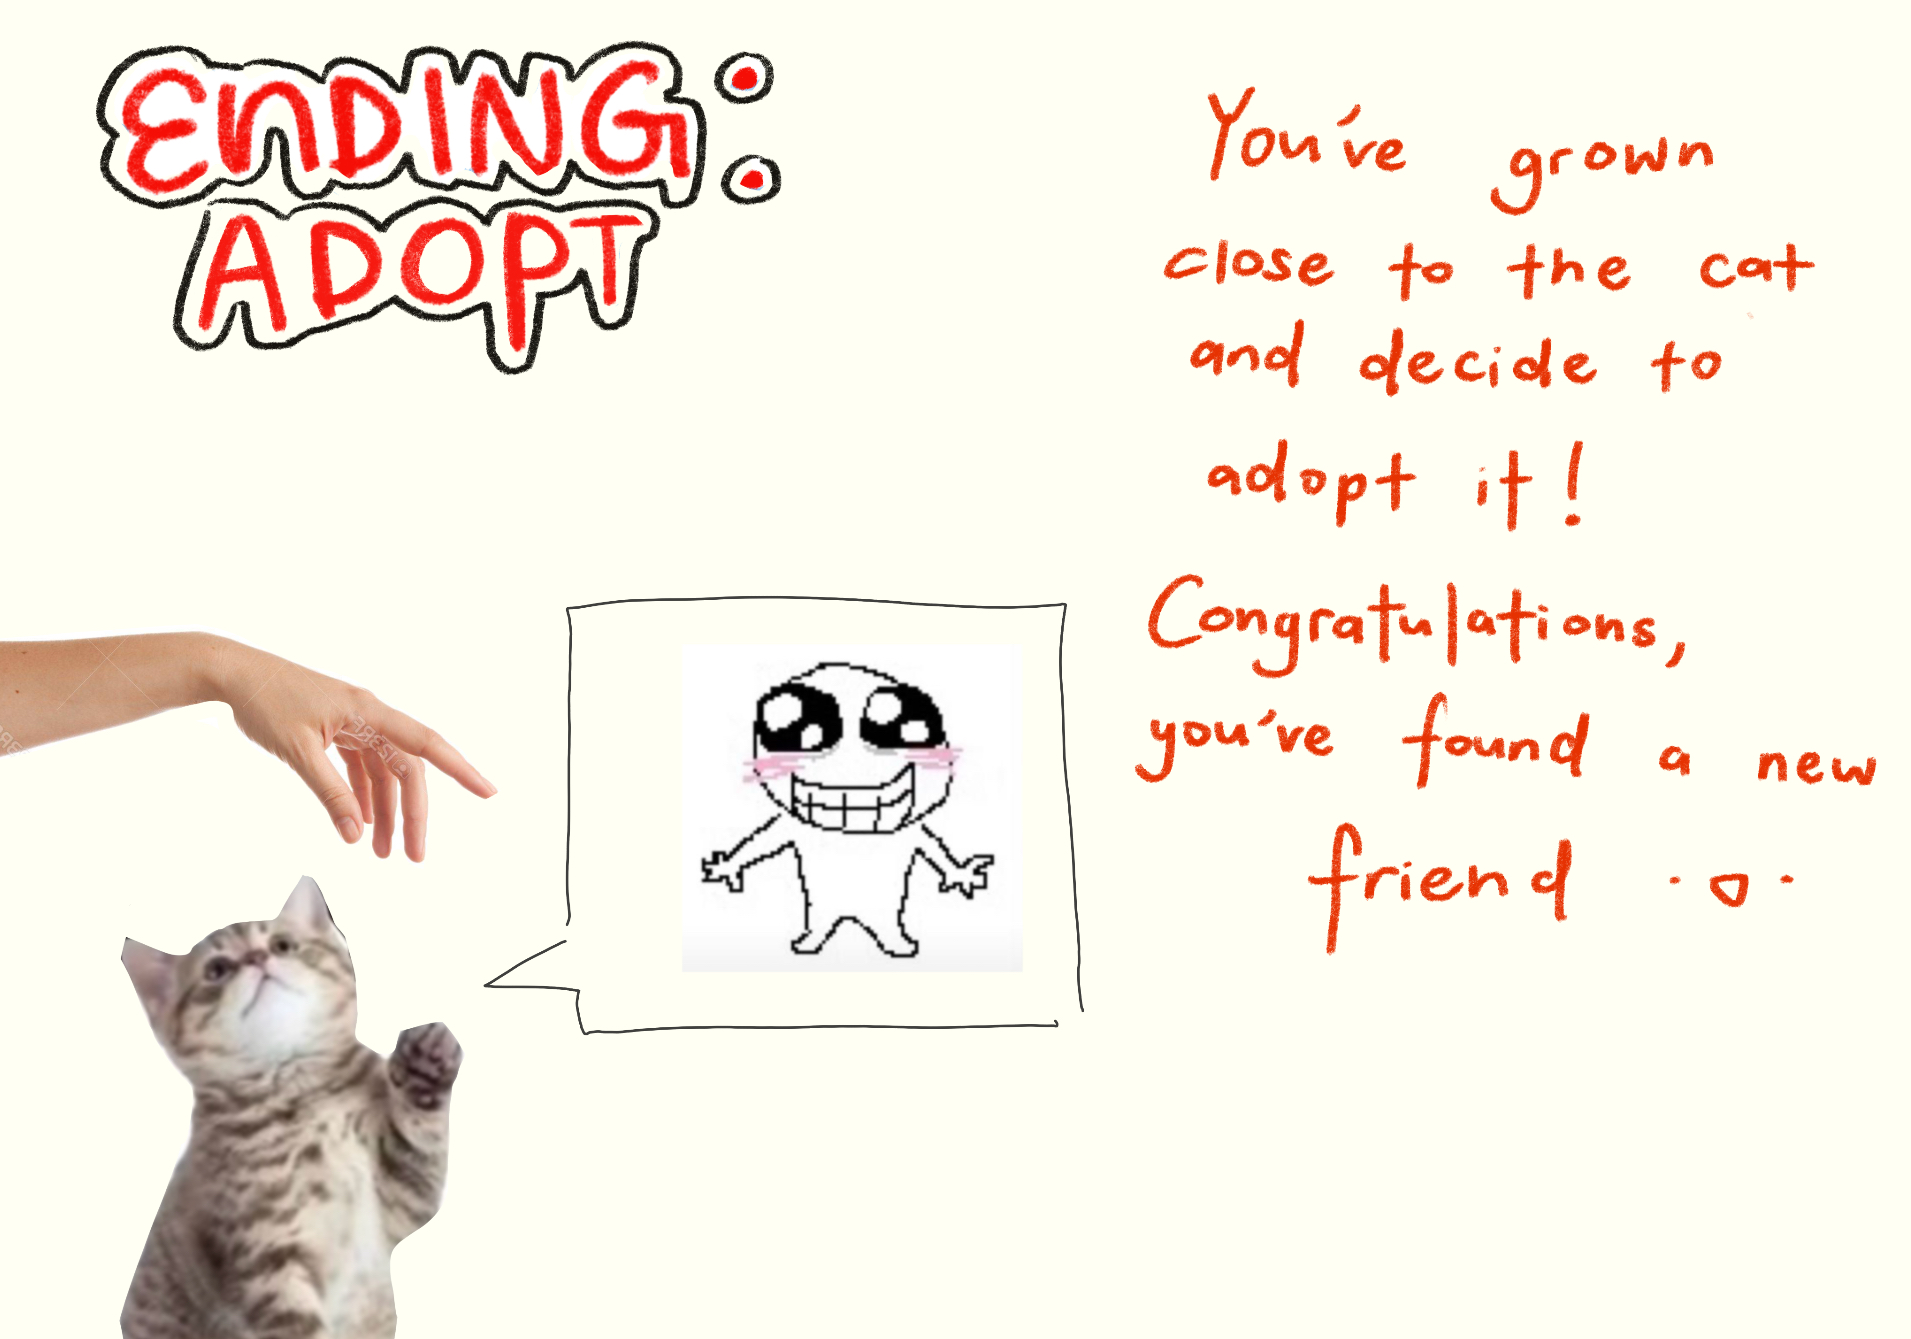 ENDING:
ADOPT
You've grown
close to the cat
and decide to
adopt it!
Congratulations,
you've found a new
friend ·o·